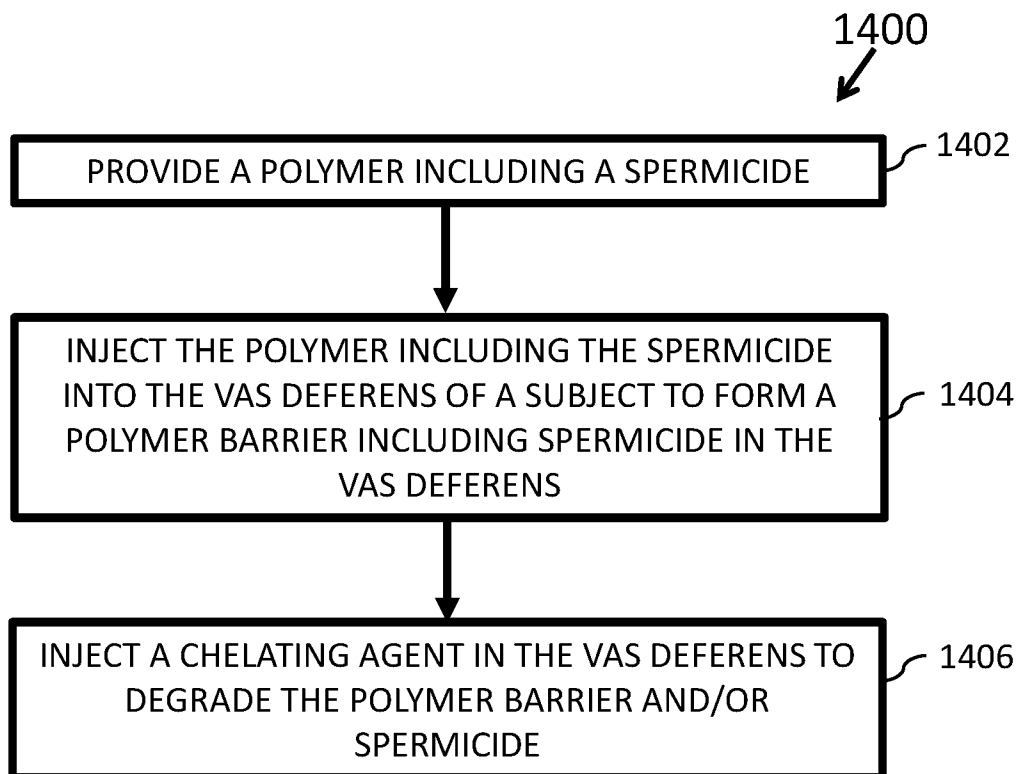 1400
PROVIDE A POLYMER INCLUDING A SPERMICIDE
1402
INJECT THE POLYMER INCLUDING THE SPERMICIDE
INTO THE VAS DEFERENS OF A SUBJECT TO FORM A
POLYMER BARRIER INCLUDING SPERMICIDE IN THE
VAS DEFERENS
1404
INJECT A CHELATING AGENT IN THE VAS DEFERENS TO
DEGRADE THE POLYMER BARRIER AND/OR
SPERMICIDE
1406